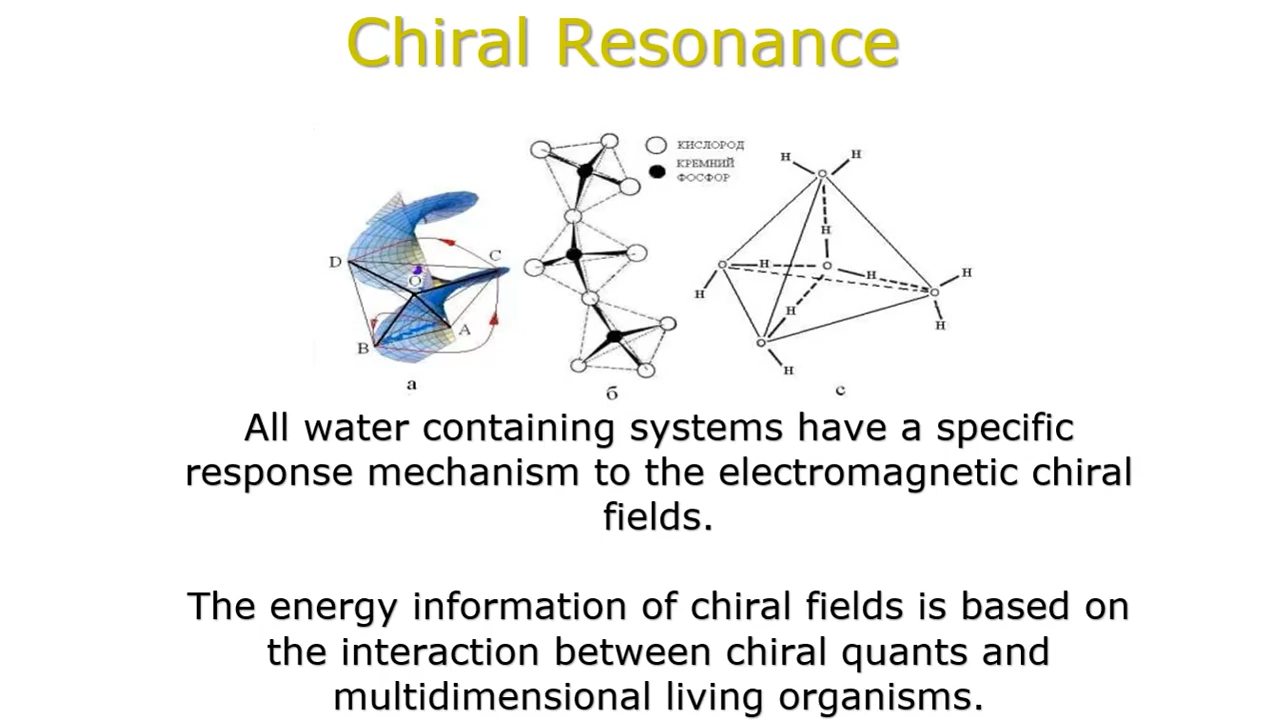 Chiral Resonance
КИСЛОРОД
КРЕМНИЙ
ФОСФОР
H H
O
H
D C
O
A
B
O H O H O H
H
H
H
O
H
а
б
с
All water containing systems have a specific
response mechanism to the electromagnetic chiral
fields.
The energy information of chiral fields is based on
the interaction between chiral quants and
multidimensional living organisms.